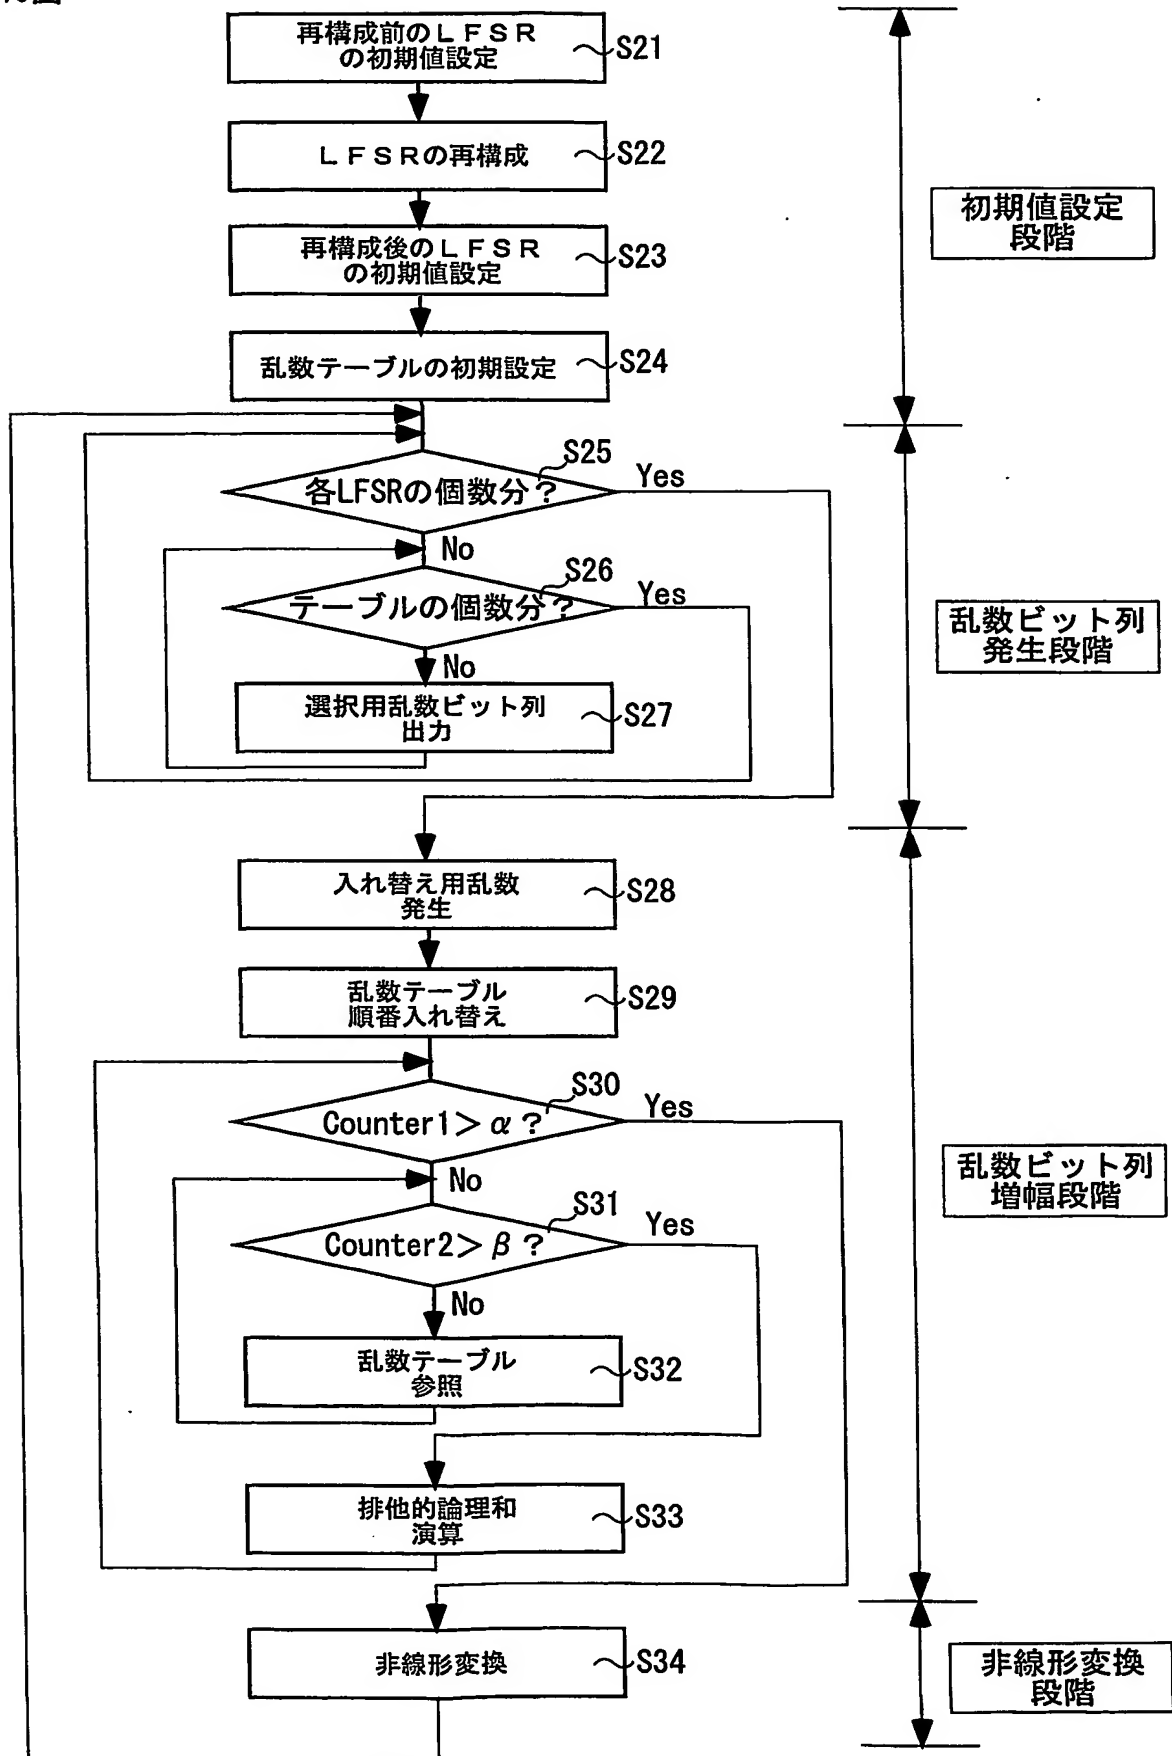 再構成前のＬＦＳＲ
の初期値設定
S21
ＬＦＳＲの再構成
S22
初期値設定
段階
再構成後のＬＦＳＲ
の初期値設定
S23
乱数テーブルの初期設定
S24
S25
各LFSRの個数分？
Yes
No
S26
テーブルの個数分？
Yes
No
乱数ビット列
発生段階
選択用乱数ビット列
出力
S27
入れ替え用乱数
発生
S28
乱数テーブル
順番入れ替え
S29
S30
Counter1＞α？
Yes
No
乱数ビット列
増幅段階
S31
Counter2＞β？
Yes
No
乱数テーブル
参照
S32
排他的論理和
演算
S33
非線形変換
S34
非線形変換
段階